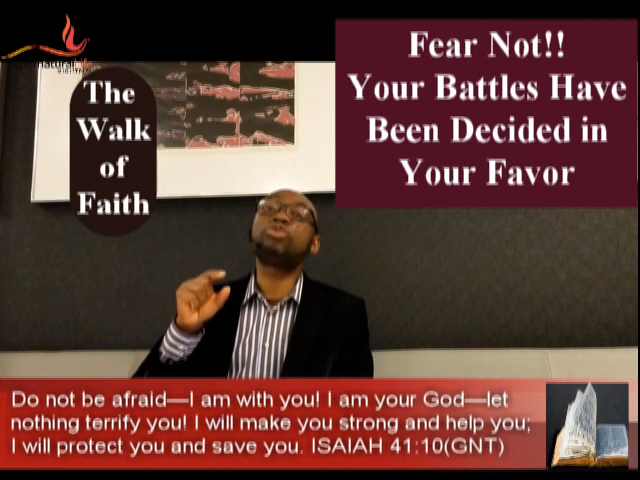 The
Walk
of
Faith
Fear Not!!
Your Battles Have
Been Decided in
Your Favor
Do not be afraid—I am with you! I am your God—let
nothing terrify you! I will make you strong and help you;
I will protect you and save you. ISAIAH 41:10(GNT)